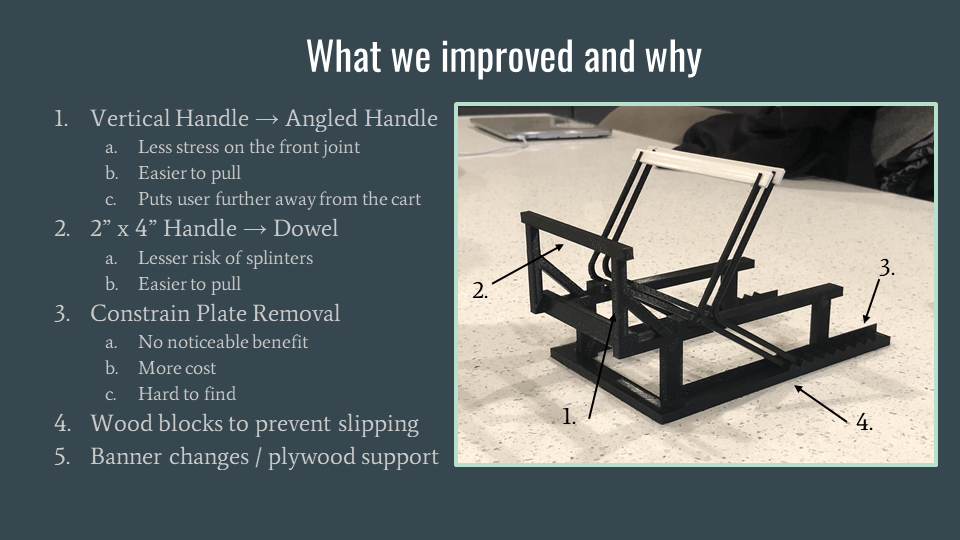 What we improved and why
1. Vertical Handle → Angled Handle
a. Less stress on the front joint
b. Easier to pull
c. Puts user further away from the cart
2. 2” x 4” Handle → Dowel
a. Lesser risk of splinters
b. Easier to pull
3. Constrain Plate Removal
a. No noticeable benefit
b. More cost
c. Hard to find
4. Wood blocks to prevent slipping
5. Banner changes / plywood support
3.
2.
1.
4.